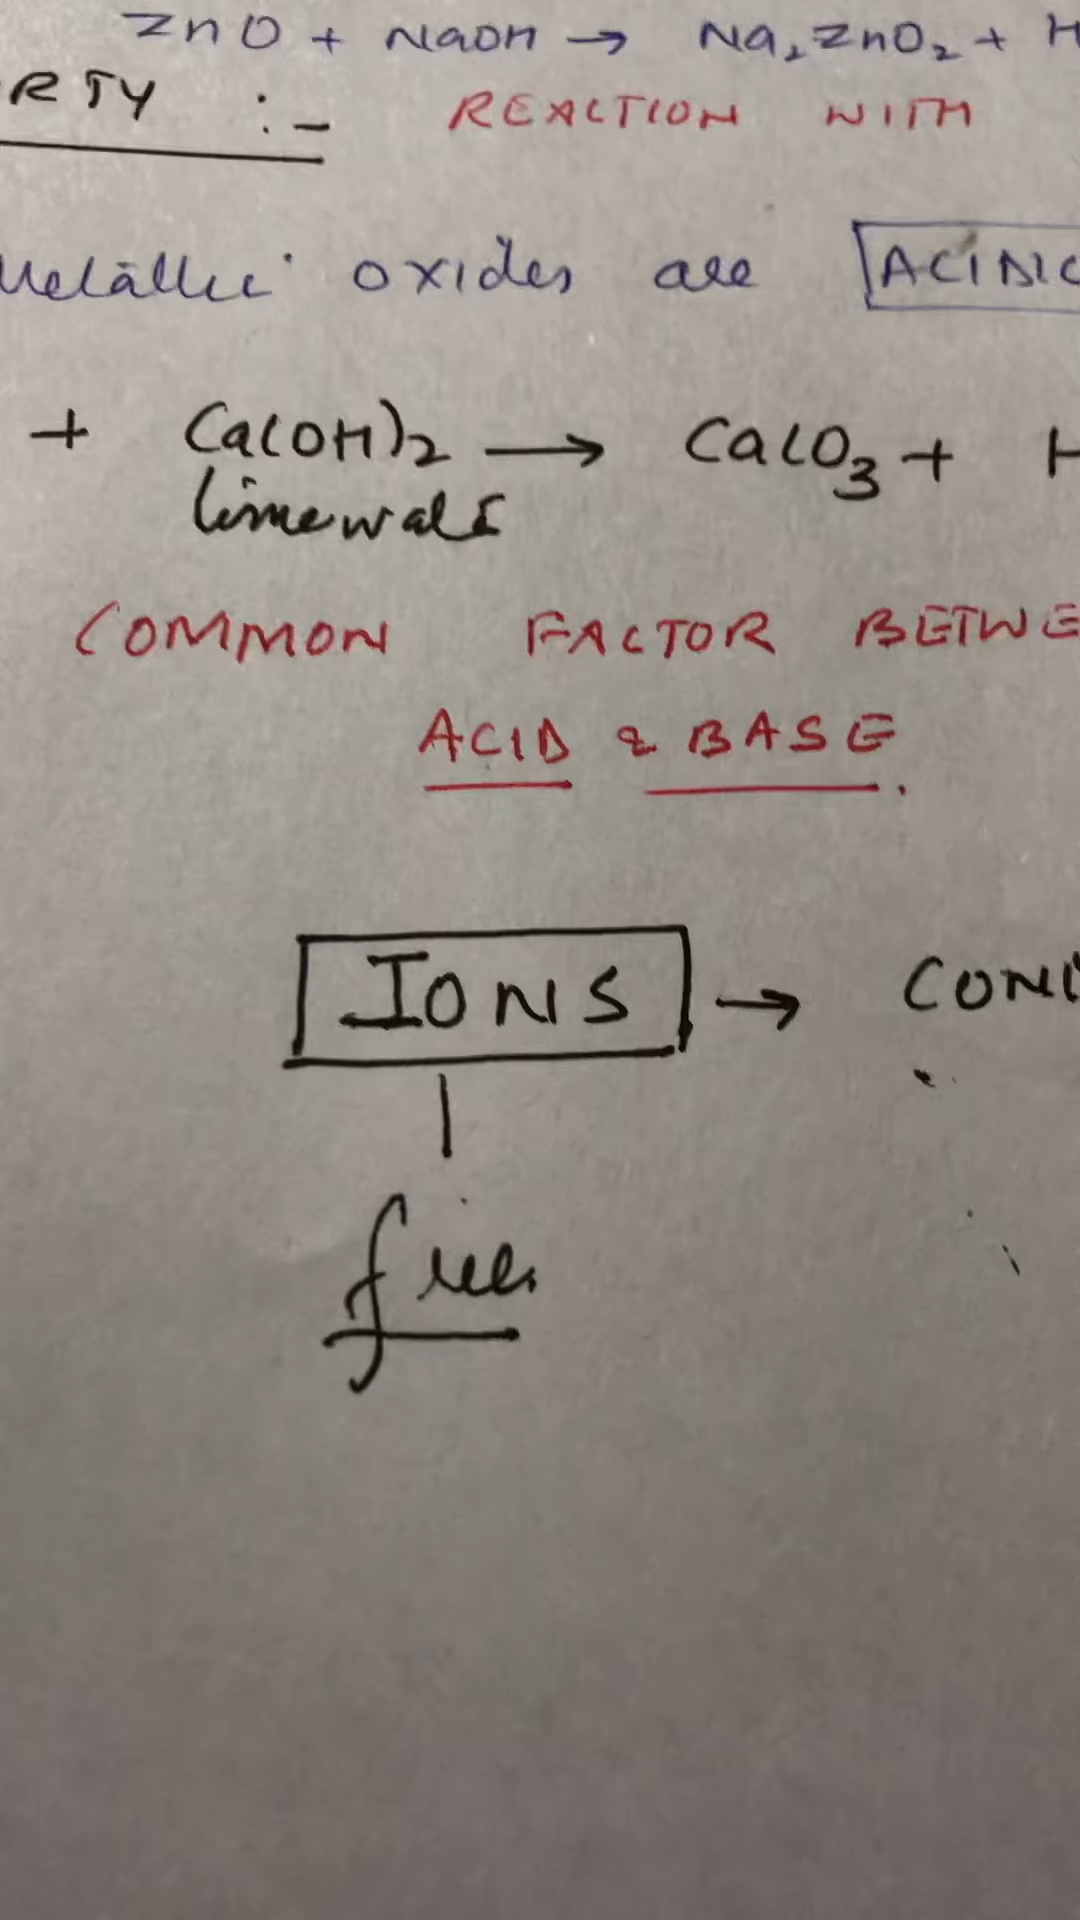 ZnO + NaOH → Na₂ZnO₂ + H
RTY :- REACTION WITH
Metallic oxides are ACIDIC
+ Ca(OH)₂ → CaCO₃ + H
COMMON FACTOR BETWE
ACID & BASE.
IONS → CON
free